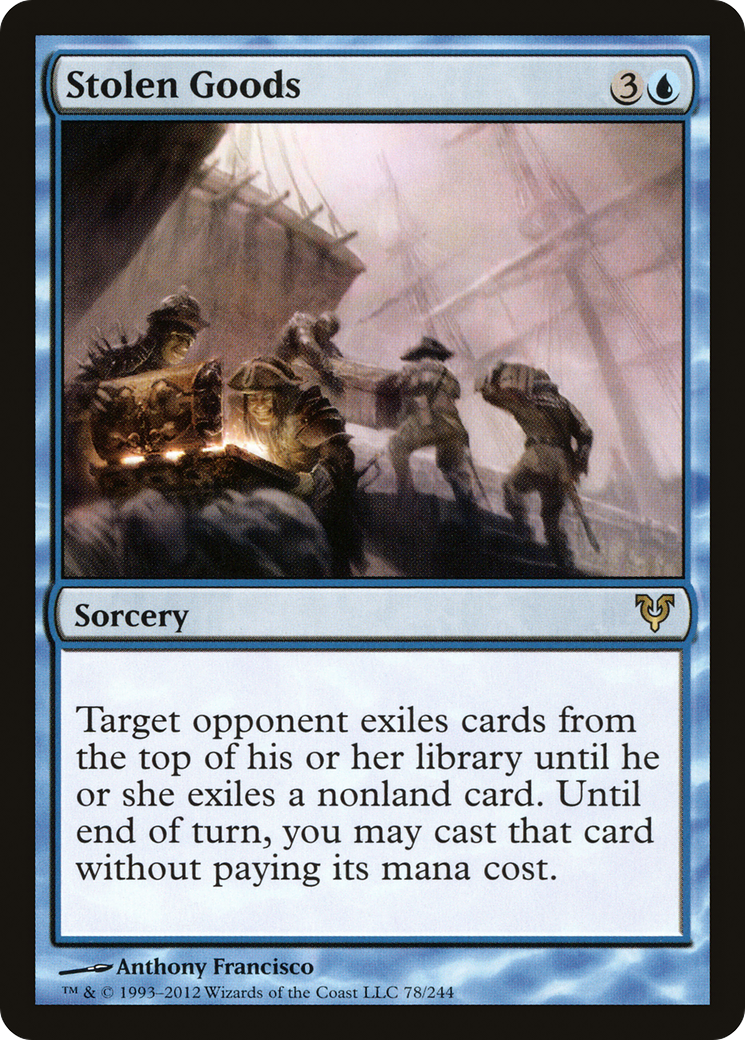 Stolen Goods 3
Sorcery
Target opponent exiles cards from
the top of his or her library until he
or she exiles a nonland card. Until
end of turn, you may cast that card
without paying its mana cost.
Anthony Francisco
™ & © 1993–2012 Wizards of the Coast LLC 78/244